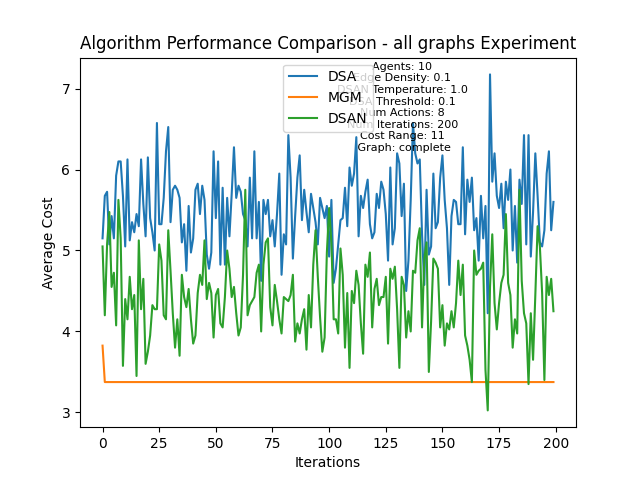 Algorithm Performance Comparison - all graphs Experiment
DSA
MGM
DSAN
Agents: 10
Edge Density: 0.1
DSAN Temperature: 1.0
DSA Threshold: 0.1
Num Actions: 8
Num Iterations: 200
Cost Range: 11
Graph: complete
Average Cost
7
6
5
4
3
0 25 50 75 100 125 150 175 200
Iterations